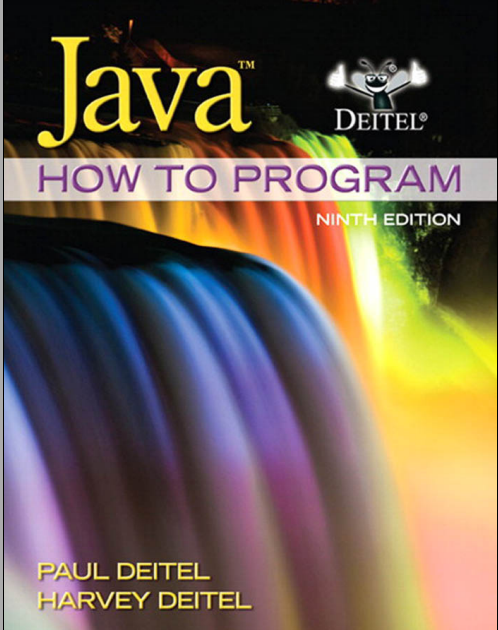 Java™
DEITEL®
HOW TO PROGRAM
NINTH EDITION
PAUL DEITEL
HARVEY DEITEL